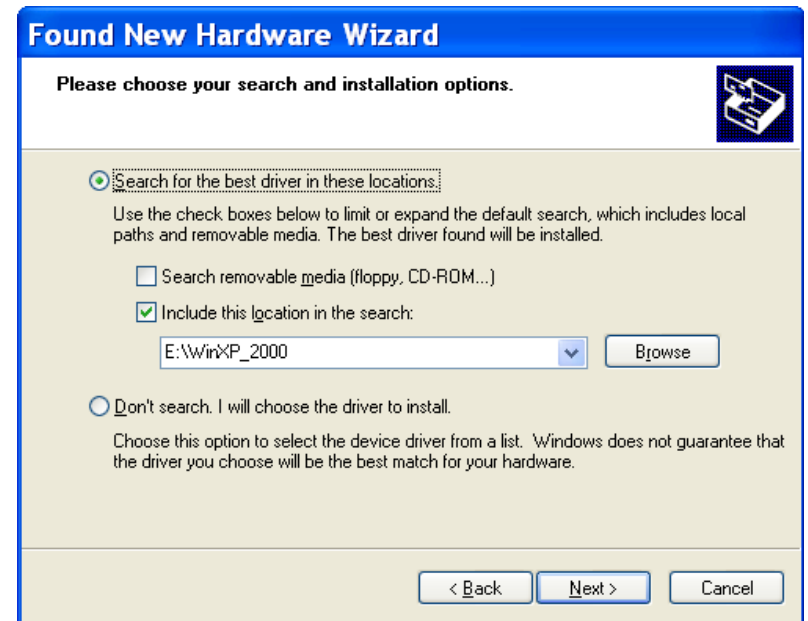 Found New Hardware Wizard
Please choose your search and installation options.
Search for the best driver in these locations.
Use the check boxes below to limit or expand the default search, which includes local
paths and removable media. The best driver found will be installed.
Search removable media (floppy, CD-ROM...)
Include this location in the search:
E:\WinXP_2000
Browse
Don't search. I will choose the driver to install.
Choose this option to select the device driver from a list.  Windows does not guarantee that
the driver you choose will be the best match for your hardware.
< Back
Next >
Cancel